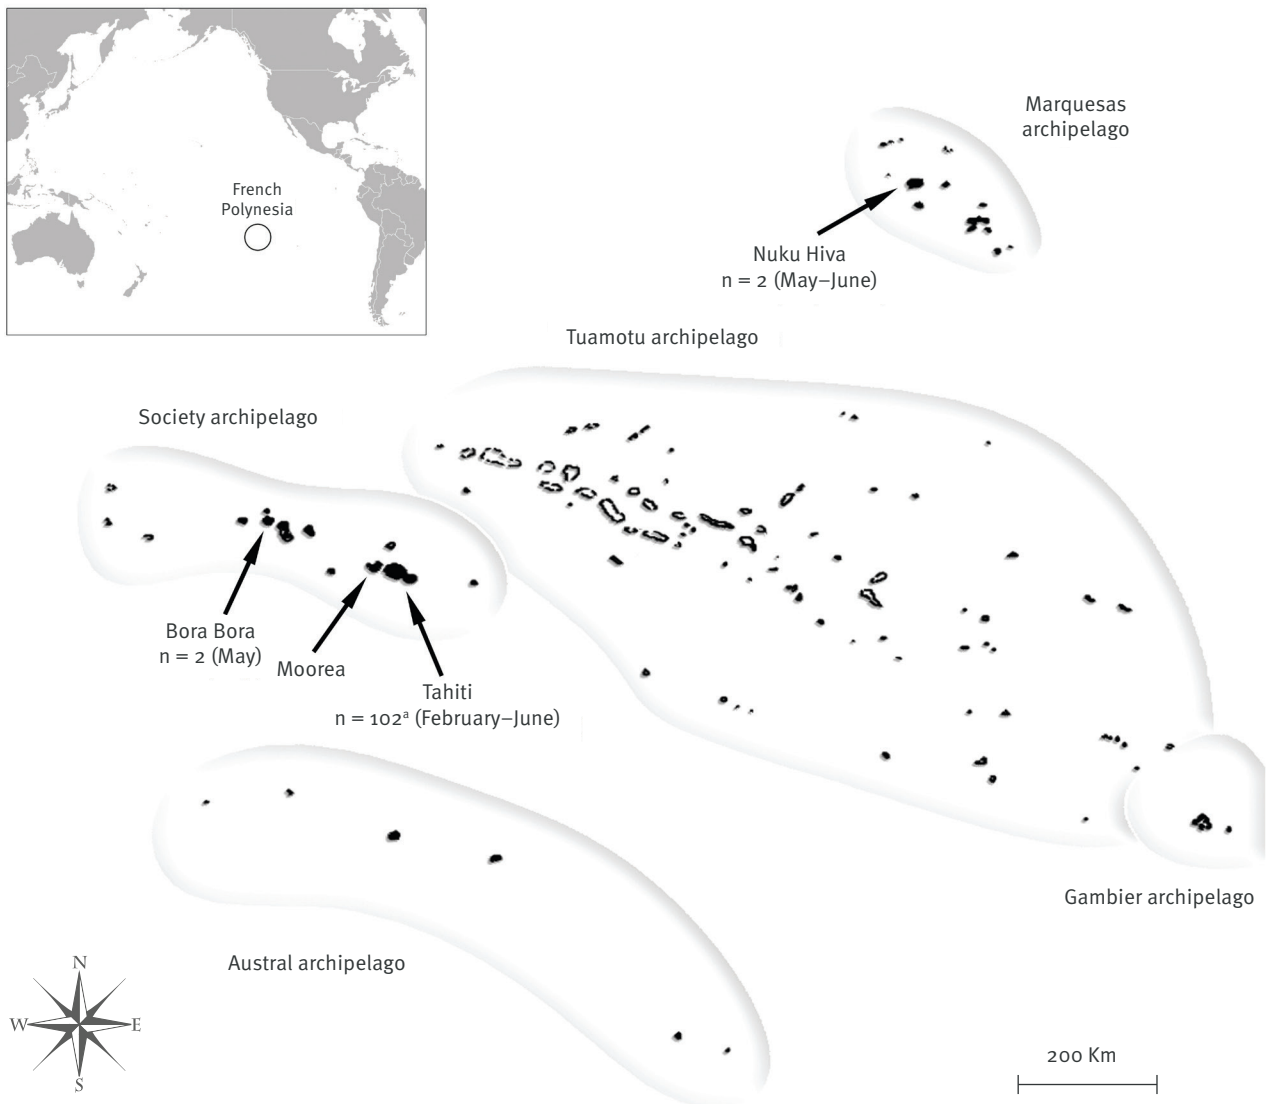 French
Polynesia
Marquesas
archipelago
Nuku Hiva
n = 2 (May–June)
Tuamotu archipelago
Society archipelago
Bora Bora
n = 2 (May)
Moorea
Tahiti
n = 102ᵃ (February–June)
Gambier archipelago
Austral archipelago
N
W E
S
200 Km